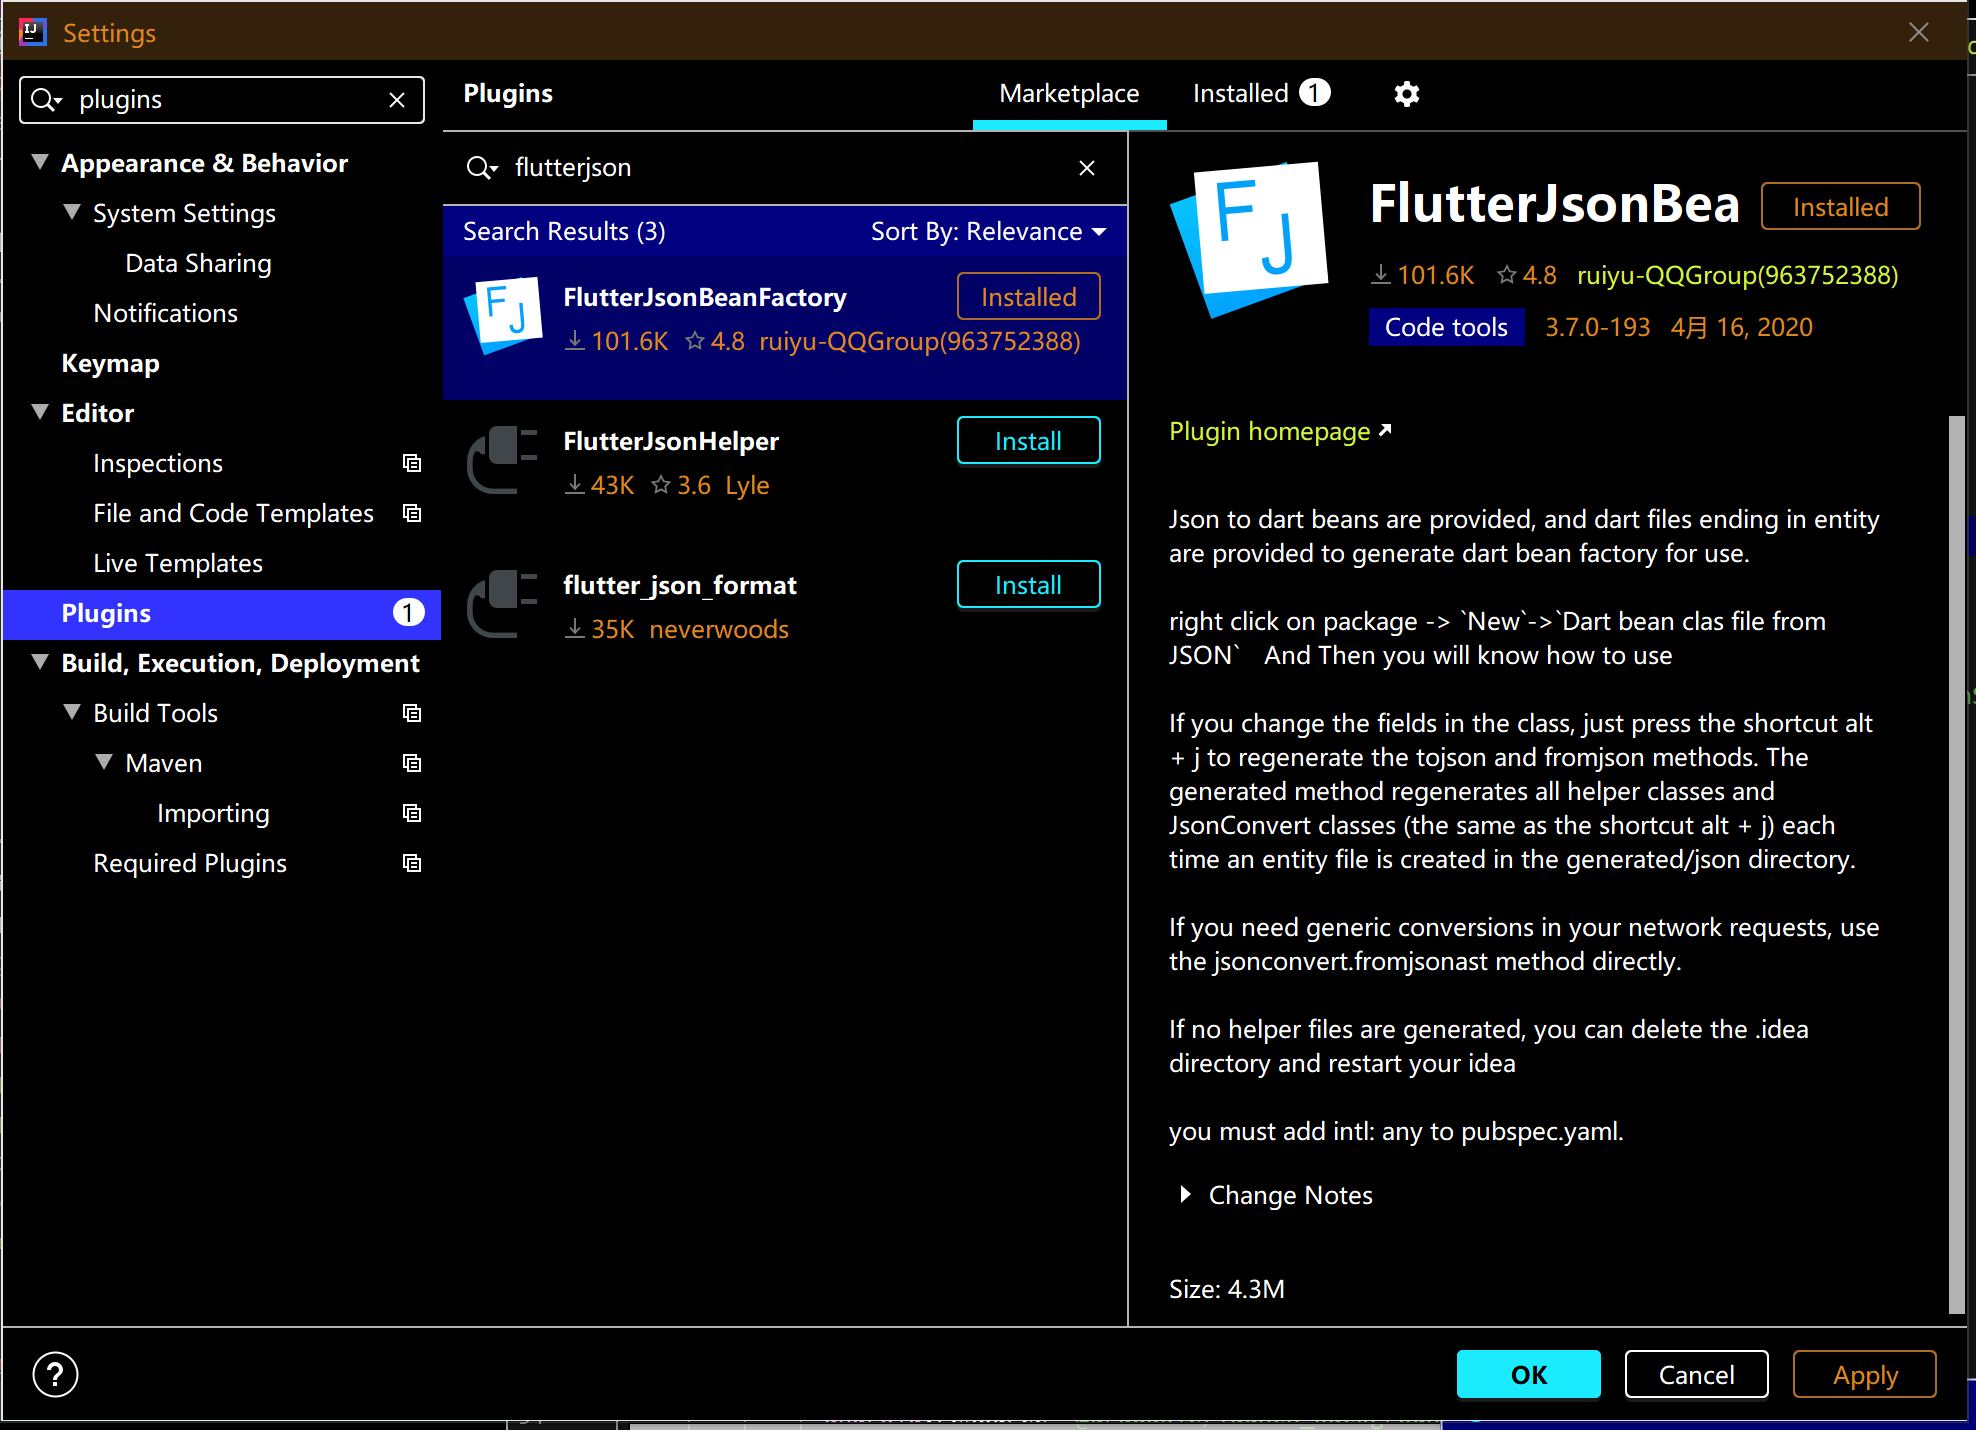 Settings
plugins
Appearance & Behavior
System Settings
Data Sharing
Notifications
Keymap
Editor
Inspections
File and Code Templates
Live Templates
Plugins 1
Build, Execution, Deployment
Build Tools
Maven
Importing
Required Plugins
Plugins
Marketplace
Installed 1
flutterjson
Search Results (3) Sort By: Relevance
FJ
FlutterJsonBeanFactory Installed
101.6K 4.8 ruiyu-QQGroup(963752388)
FlutterJsonHelper Install
43K 3.6 Lyle
flutter_json_format Install
35K neverwoods
FJ
FlutterJsonBea Installed
101.6K 4.8 ruiyu-QQGroup(963752388)
Code tools 3.7.0-193 4月 16, 2020
Plugin homepage
Json to dart beans are provided, and dart files ending in entity
are provided to generate dart bean factory for use.
right click on package -> `New`->`Dart bean clas file from
JSON` And Then you will know how to use
If you change the fields in the class, just press the shortcut alt
+ j to regenerate the tojson and fromjson methods. The
generated method regenerates all helper classes and
JsonConvert classes (the same as the shortcut alt + j) each
time an entity file is created in the generated/json directory.
If you need generic conversions in your network requests, use
the jsonconvert.fromjsonast method directly.
If no helper files are generated, you can delete the .idea
directory and restart your idea
you must add intl: any to pubspec.yaml.
Change Notes
Size: 4.3M
?
OK
Cancel
Apply